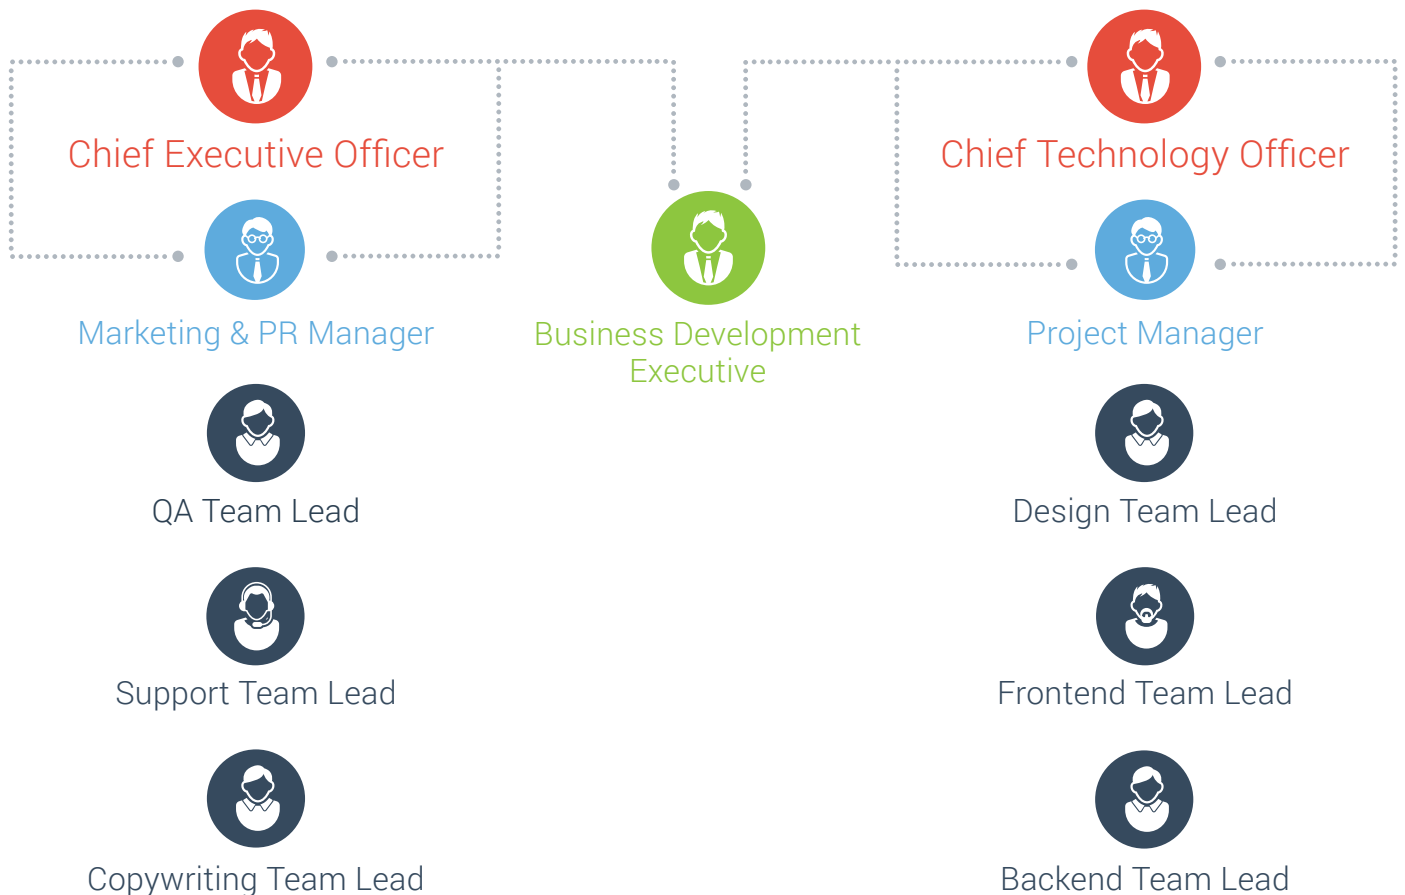 Chief Executive Officer
Chief Technology Officer
Marketing & PR Manager
Business Development
Executive
Project Manager
QA Team Lead
Design Team Lead
Support Team Lead
Frontend Team Lead
Copywriting Team Lead
Backend Team Lead